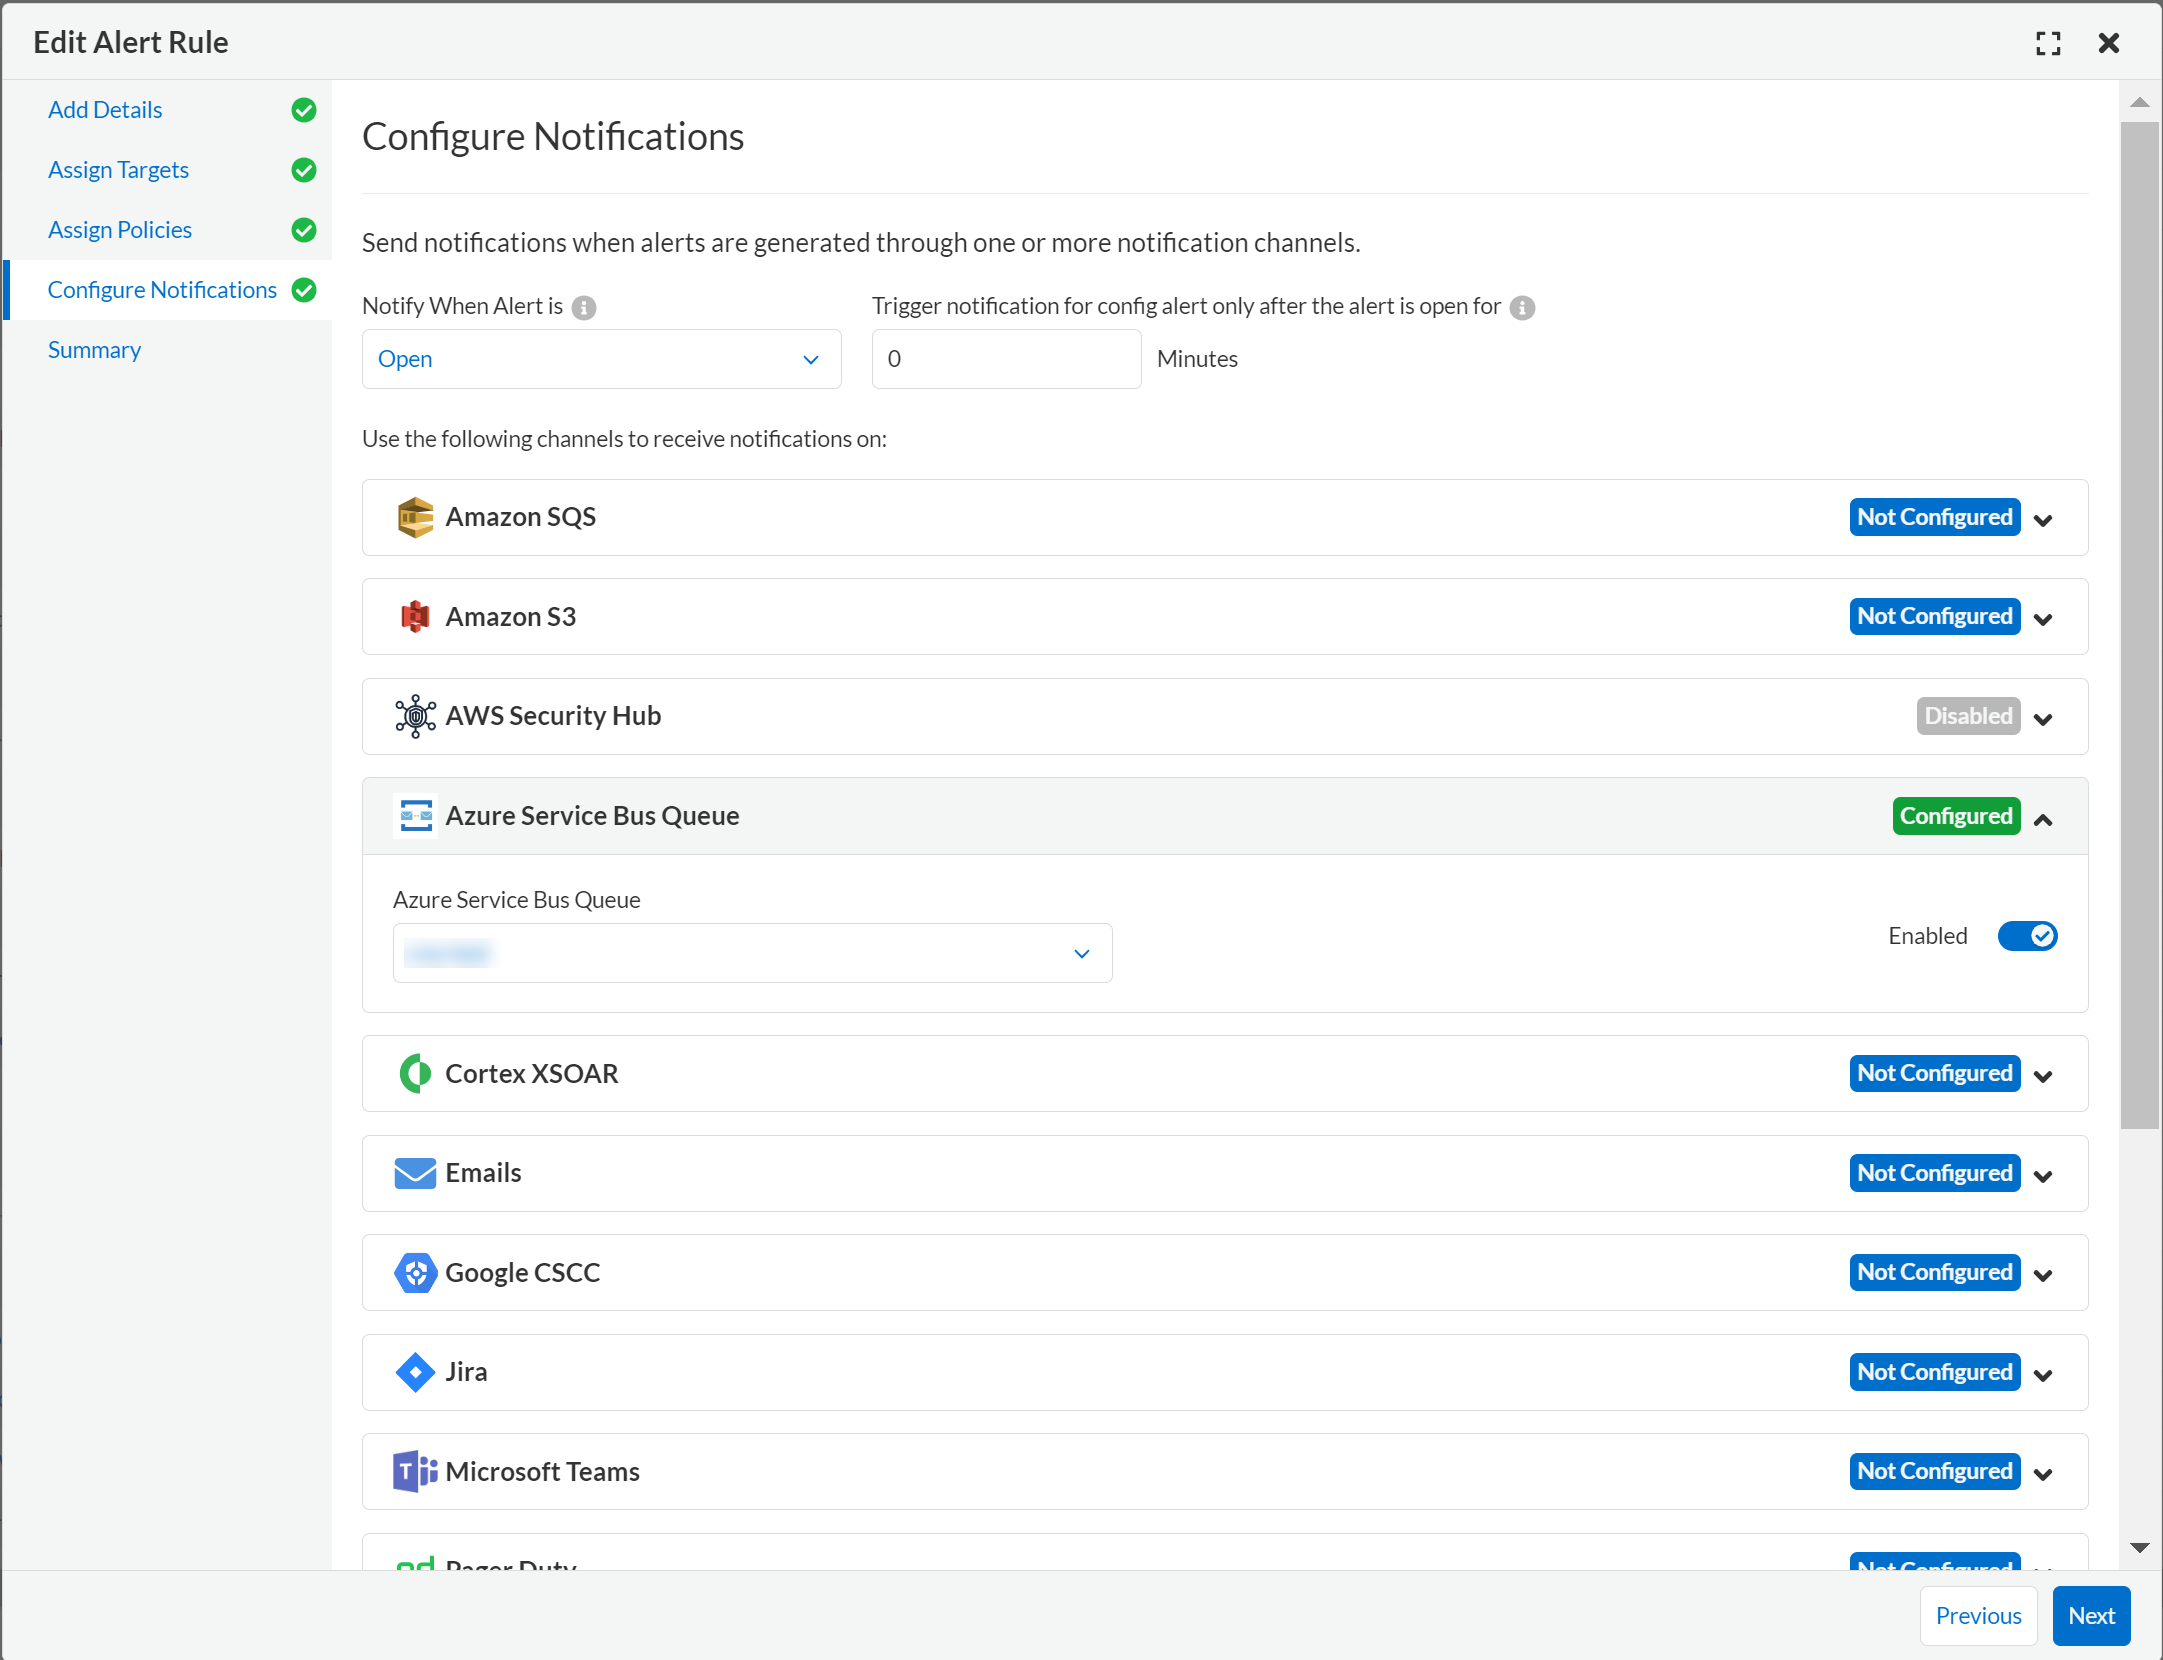 Edit Alert Rule
Add Details
Assign Targets
Assign Policies
Configure Notifications
Summary
Configure Notifications
Send notifications when alerts are generated through one or more notification channels.
Notify When Alert is
Trigger notification for config alert only after the alert is open for
Open
0 Minutes
Use the following channels to receive notifications on:
Amazon SQS Not Configured
Amazon S3 Not Configured
AWS Security Hub Disabled
Azure Service Bus Queue Configured
Azure Service Bus Queue
Enabled
Cortex XSOAR Not Configured
Emails Not Configured
Google CSCC Not Configured
Jira Not Configured
Microsoft Teams Not Configured
Pager Duty Not Configured
Previous Next